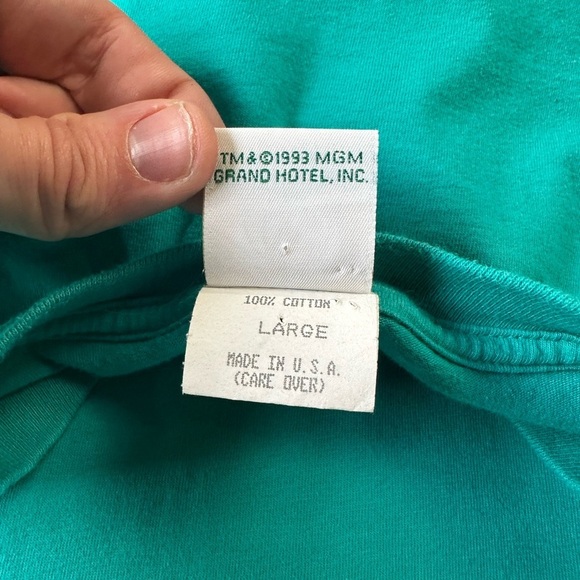 TM&©1993 MGM
GRAND HOTEL, INC.
100% COTTON
LARGE
MADE IN U.S.A.
(CARE OVER)